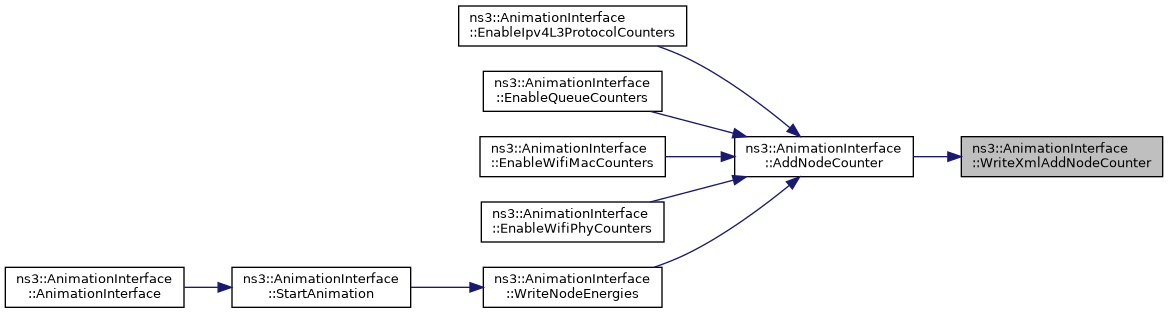 ns3::AnimationInterface
::EnableIpv4L3ProtocolCounters
ns3::AnimationInterface
::EnableQueueCounters
ns3::AnimationInterface
::EnableWifiMacCounters
ns3::AnimationInterface
::AddNodeCounter
ns3::AnimationInterface
::WriteXmlAddNodeCounter
ns3::AnimationInterface
::EnableWifiPhyCounters
ns3::AnimationInterface
::AnimationInterface
ns3::AnimationInterface
::StartAnimation
ns3::AnimationInterface
::WriteNodeEnergies